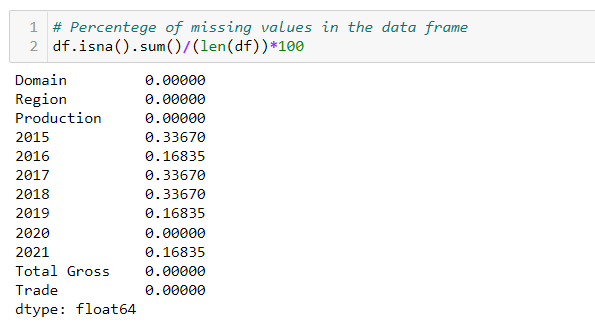 1 # Percentege of missing values in the data frame
2 df.isna().sum()/(len(df))*100
Domain 0.00000
Region 0.00000
Production 0.00000
2015 0.33670
2016 0.16835
2017 0.33670
2018 0.33670
2019 0.16835
2020 0.00000
2021 0.16835
Total Gross 0.00000
Trade 0.00000
dtype: float64